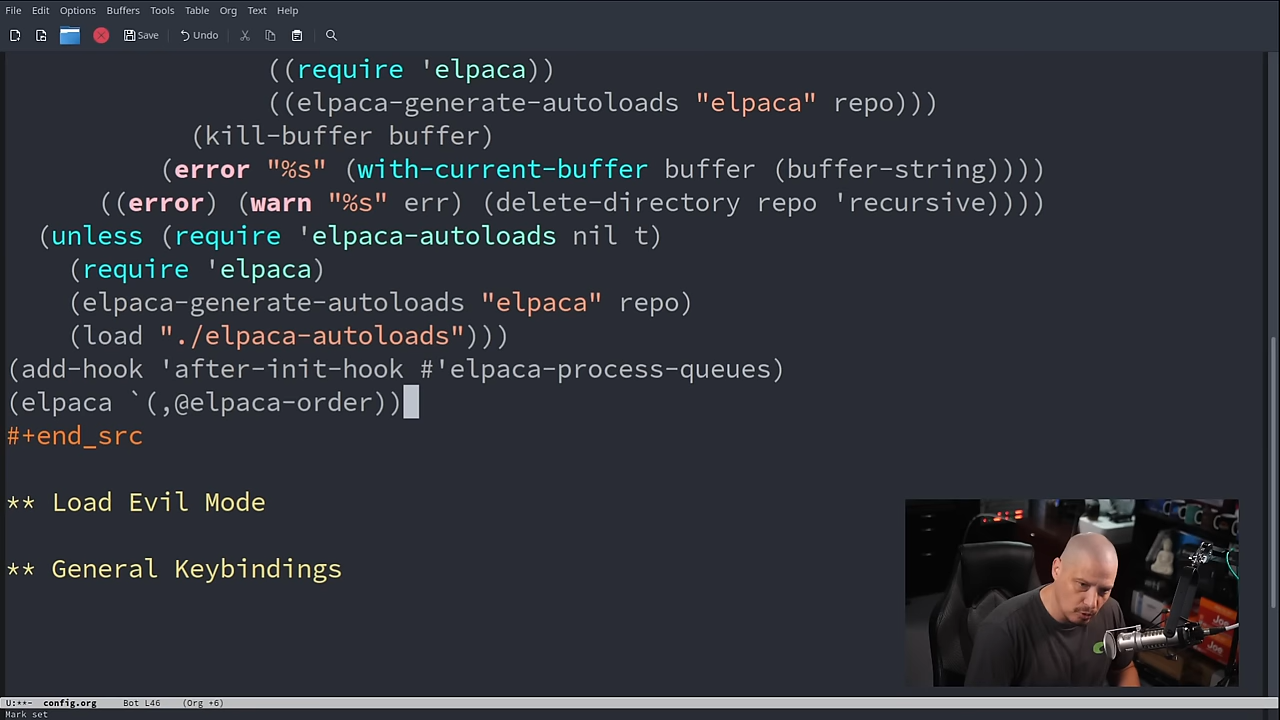 File Edit Options Buffers Tools Table Org Text Help
Save Undo
((require 'elpaca))
((elpaca-generate-autoloads "elpaca" repo)))
(kill-buffer buffer)
(error "%s" (with-current-buffer buffer (buffer-string))))
((error) (warn "%s" err) (delete-directory repo 'recursive))))
(unless (require 'elpaca-autoloads nil t)
(require 'elpaca)
(elpaca-generate-autoloads "elpaca" repo)
(load "./elpaca-autoloads")))
(add-hook 'after-init-hook #'elpaca-process-queues)
(elpaca `(,@elpaca-order))
#+end_src
** Load Evil Mode
** General Keybindings
Joe
Joe
U:**- config.org Bot L46 (Org +6)
Mark set